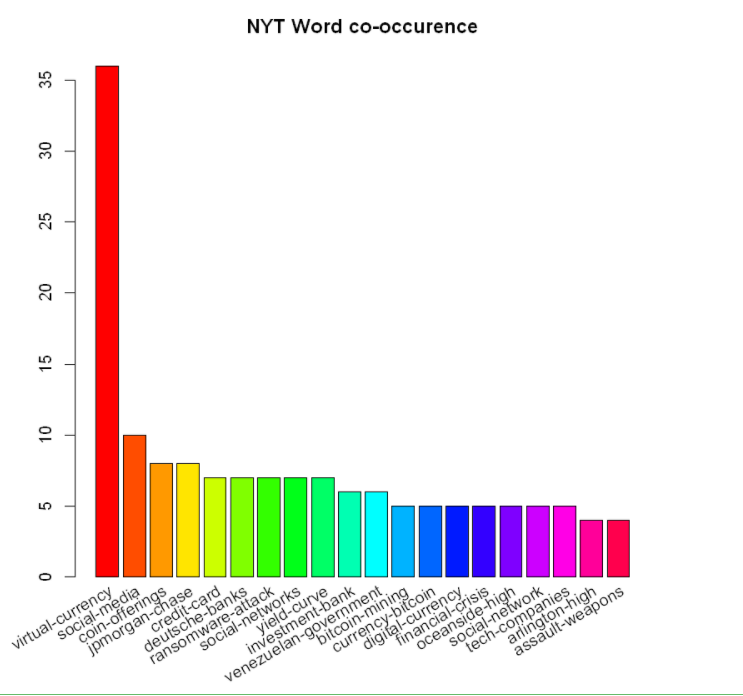 NYT Word co-occurence
35
30
25
20
15
10
5
0
virtual-currency
social-media
coin-offerings
jpmorgan-chase
credit-card
deutsche-banks
ransomware-attack
social-networks
yield-curve
investment-bank
venezuelan-government
bitcoin-mining
currency-bitcoin
digital-currency
financial-crisis
oceanside-high
social-network
tech-companies
arlington-high
assault-weapons